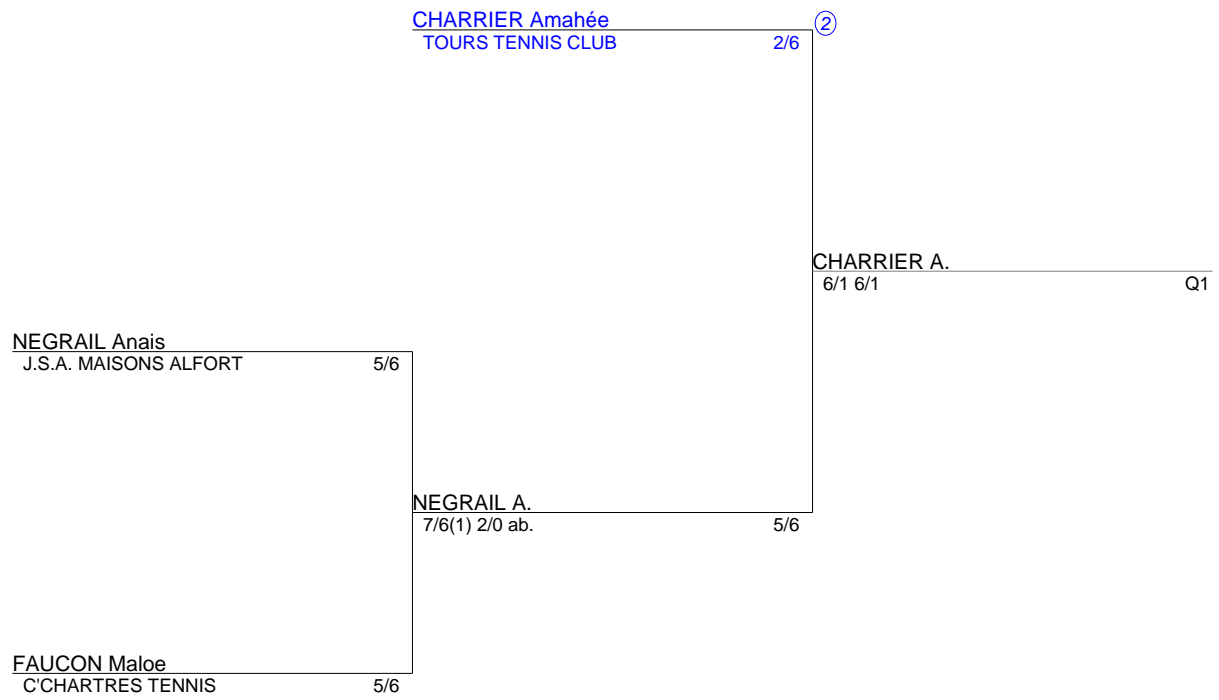 CHARRIER Amahée 2
TOURS TENNIS CLUB 2/6
CHARRIER A.
6/1 6/1 Q1
NEGRAIL Anais
J.S.A. MAISONS ALFORT 5/6
NEGRAIL A.
7/6(1) 2/0 ab. 5/6
FAUCON Maloe
C'CHARTRES TENNIS 5/6